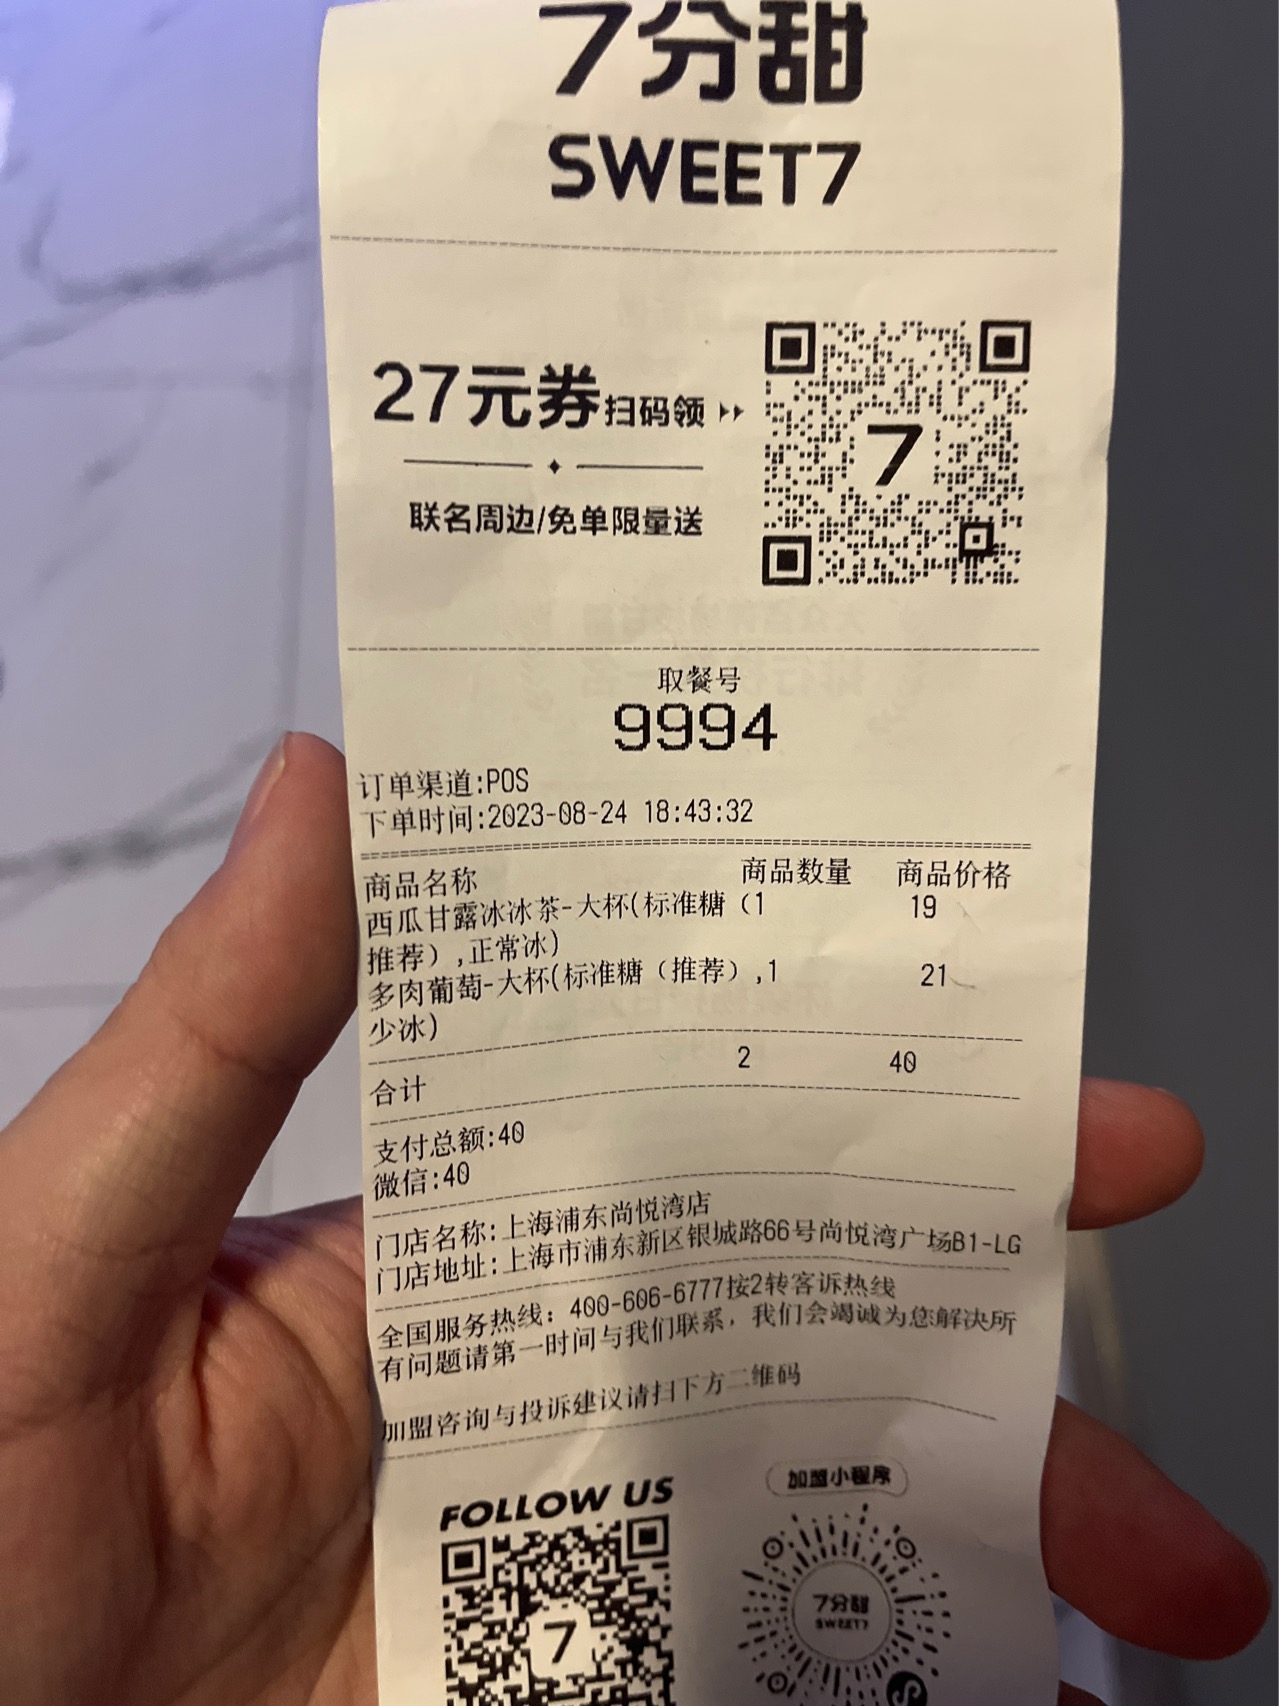 7分甜
SWEET7
27元券扫码领
联名周边/免单限量送
7
取餐号
9994
订单渠道:POS
下单时间:2023-08-24 18:43:32
商品名称 商品数量 商品价格
西瓜甘露冰冰茶-大杯(标准糖（1 19
推荐）,正常冰)
多肉葡萄-大杯(标准糖（推荐）,1 21
少冰)
合计 2 40
支付总额:40
微信:40
门店名称:上海浦东尚悦湾店
门店地址:上海市浦东新区银城路66号尚悦湾广场B1-LG
全国服务热线：400-606-6777按2转客诉热线
有问题请第一时间与我们联系，我们会竭诚为您解决所
加盟咨询与投诉建议请扫下方二维码
FOLLOW US
加盟小程序
7
7分甜
SWEET7